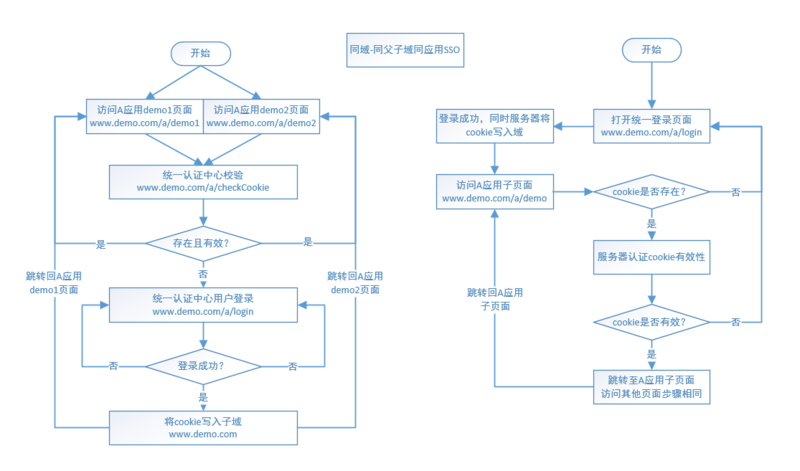 同域-同父子域同应用SSO
开始
访问A应用demo1页面
www.demo.com/a/demo1
访问A应用demo2页面
www.demo.com/a/demo2
统一认证中心校验
www.demo.com/a/checkCookie
存在且有效?
是
是
否
跳转回A应用
demo1页面
跳转回A应用
demo2页面
统一认证中心用户登录
www.demo.com/a/login
登录成功?
否
否
是
将cookie写入子域
www.demo.com
开始
打开统一登录页面
www.demo.com/a/login
登录成功，同时服务器将
cookie写入域
访问A应用子页面
www.demo.com/a/demo
cookie是否存在?
否
是
服务器认证cookie有效性
跳转回A应用
子页面
cookie是否有效?
否
是
跳转至A应用子页面
访问其他页面步骤相同